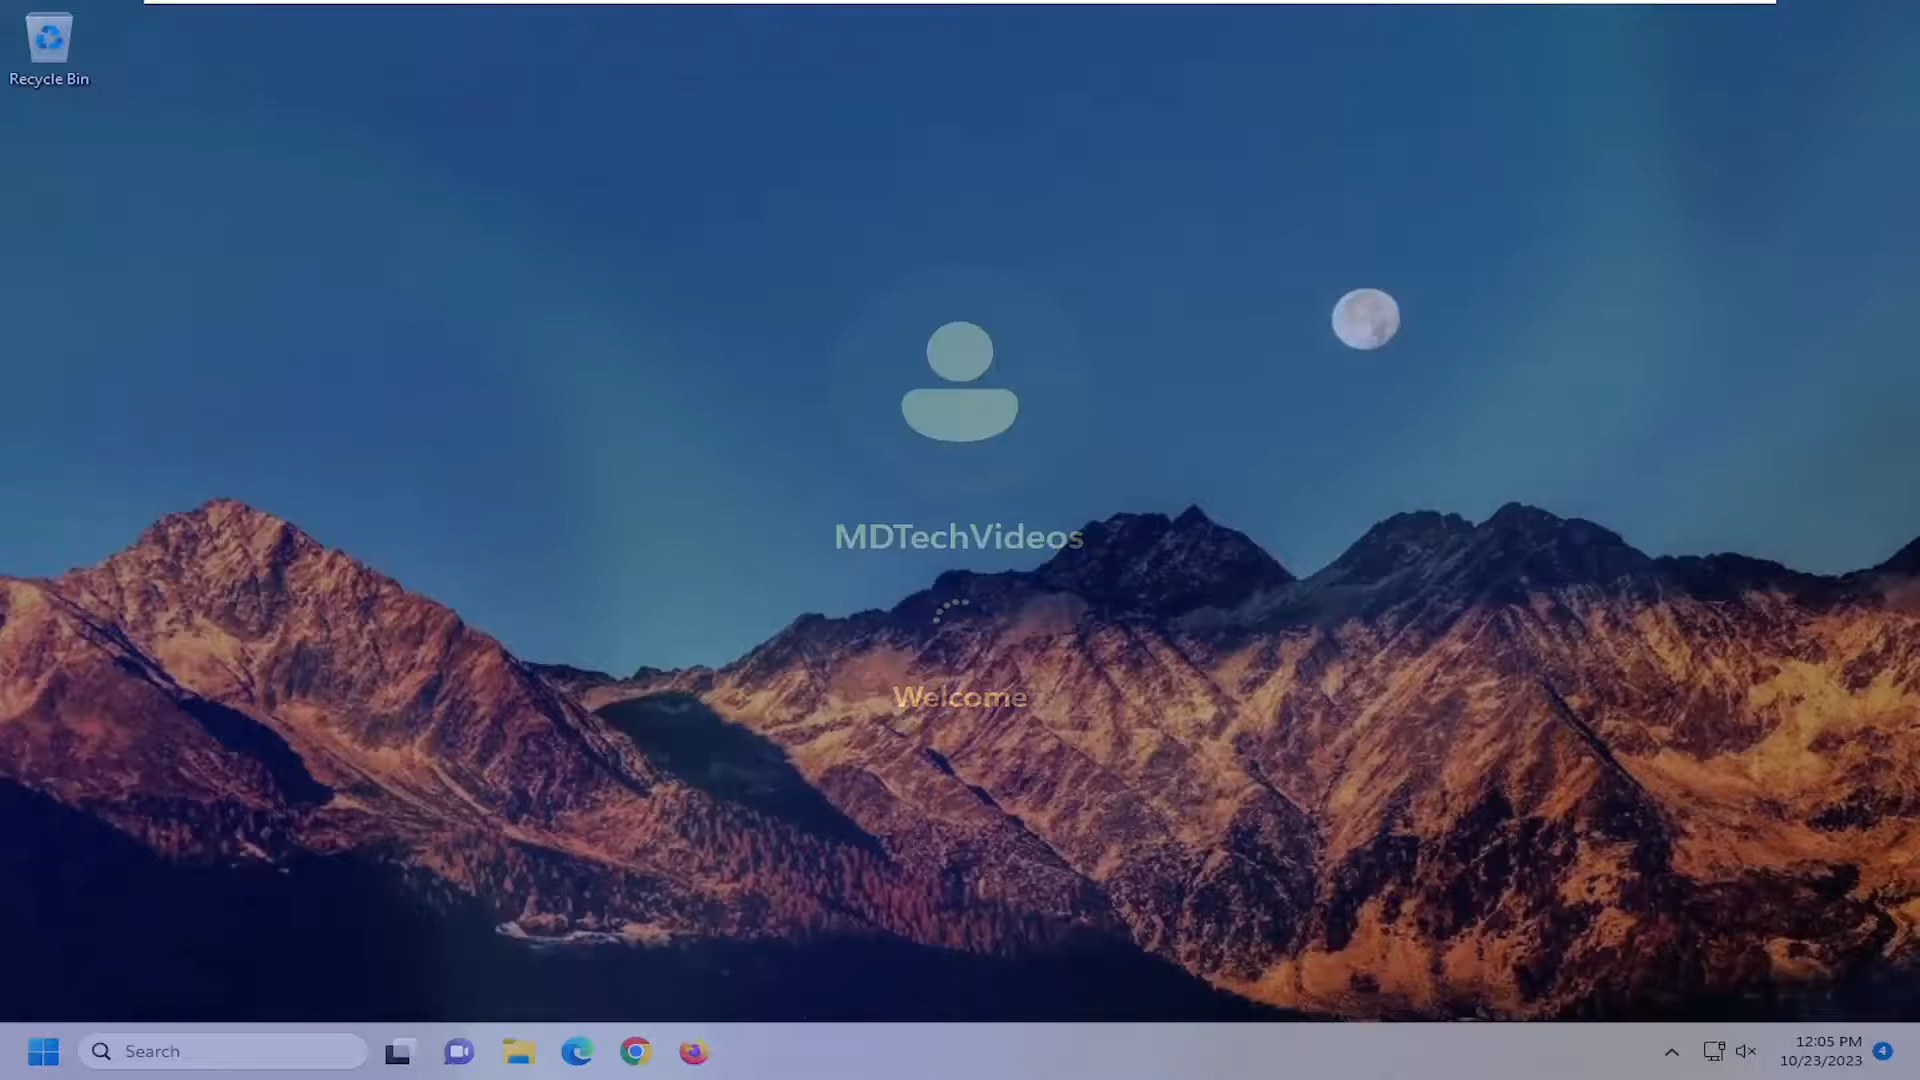 Recycle Bin
MDTechVideos
Welcome
Search
12:05 PM
10/23/2023
4